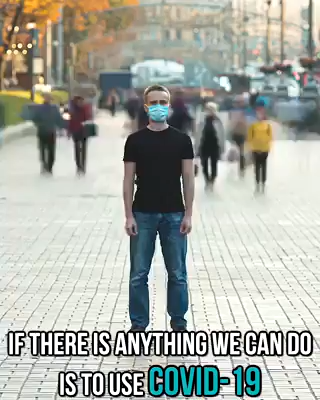 IF THERE IS ANYTHING WE CAN DO
IS TO USE COVID-19